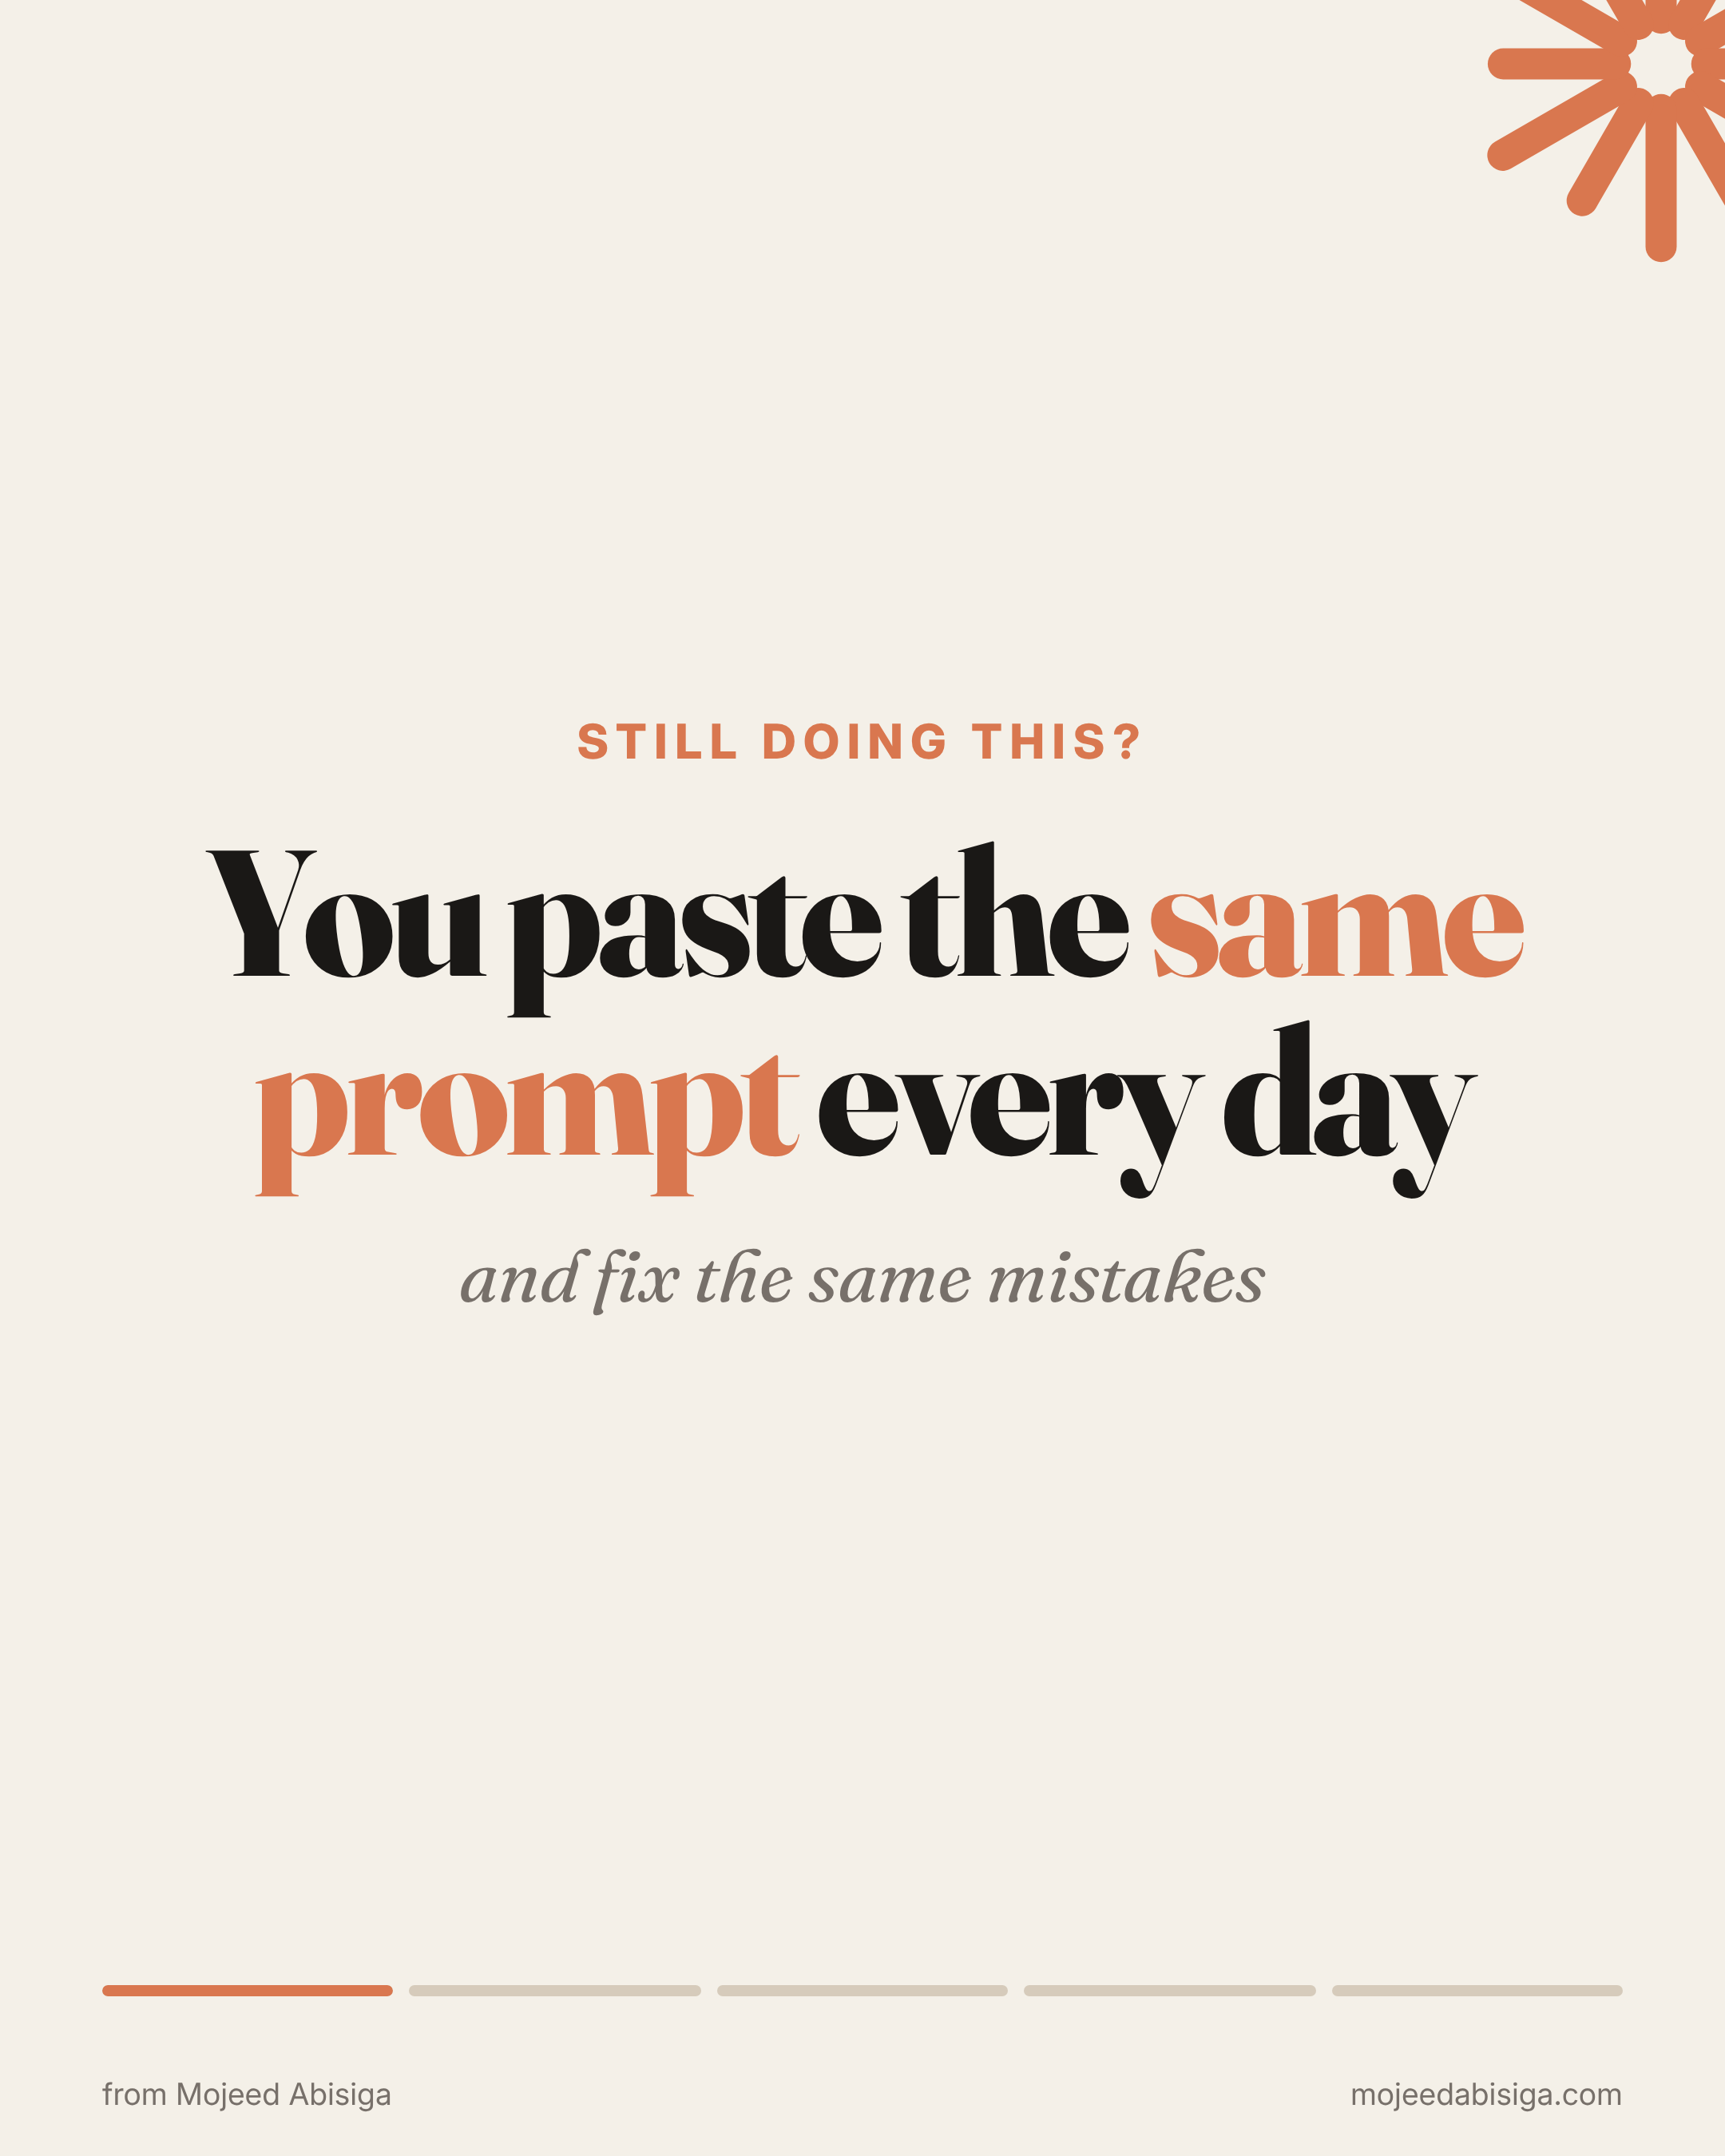 STILL DOING THIS?
You paste the same
prompt every day
and fix the same mistakes
from Mojeed Abisiga
mojeedabisiga.com